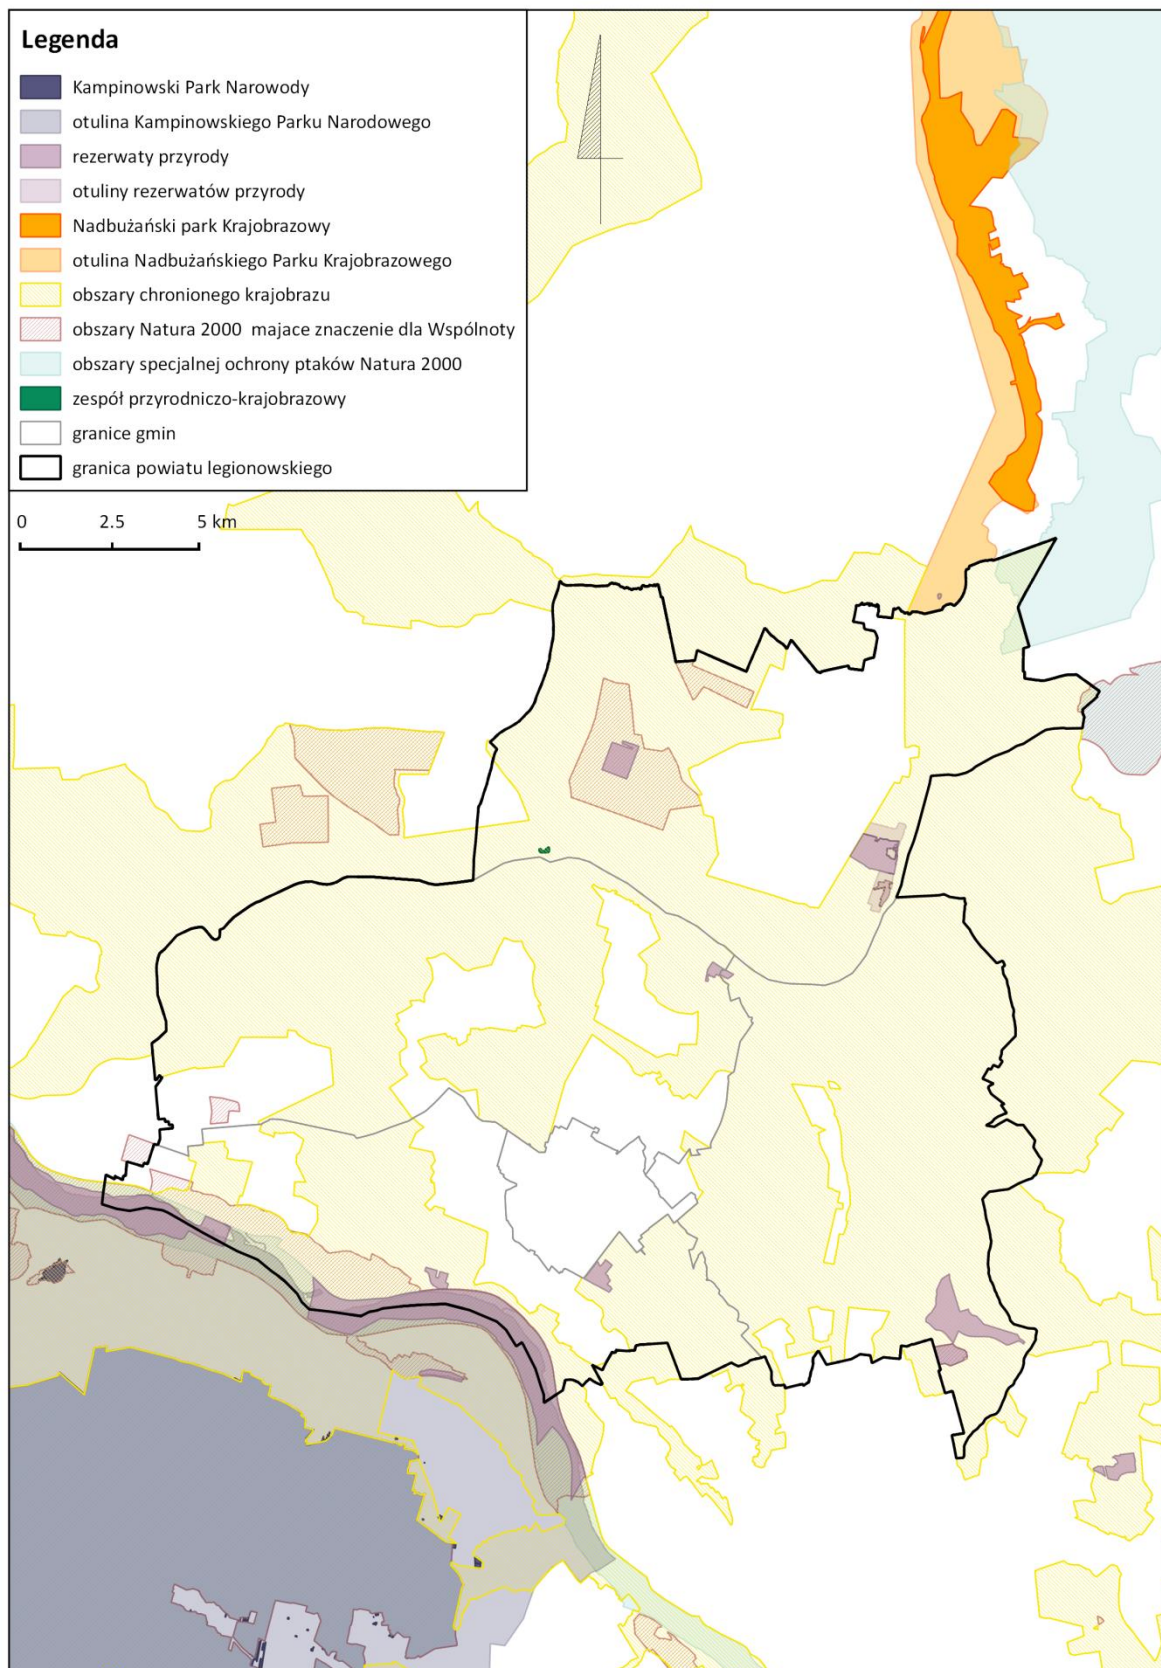 Legenda
Kampinowski Park Narowody
otulina Kampinowskiego Parku Narodowego
rezerwaty przyrody
otuliny rezerwatów przyrody
Nadbużański park Krajobrazowy
otulina Nadbużańskiego Parku Krajobrazowego
obszary chronionego krajobrazu
obszary Natura 2000 majace znaczenie dla Wspólnoty
obszary specjalnej ochrony ptaków Natura 2000
zespół przyrodniczo-krajobrazowy
granice gmin
granica powiatu legionowskiego
0 2.5 5 km